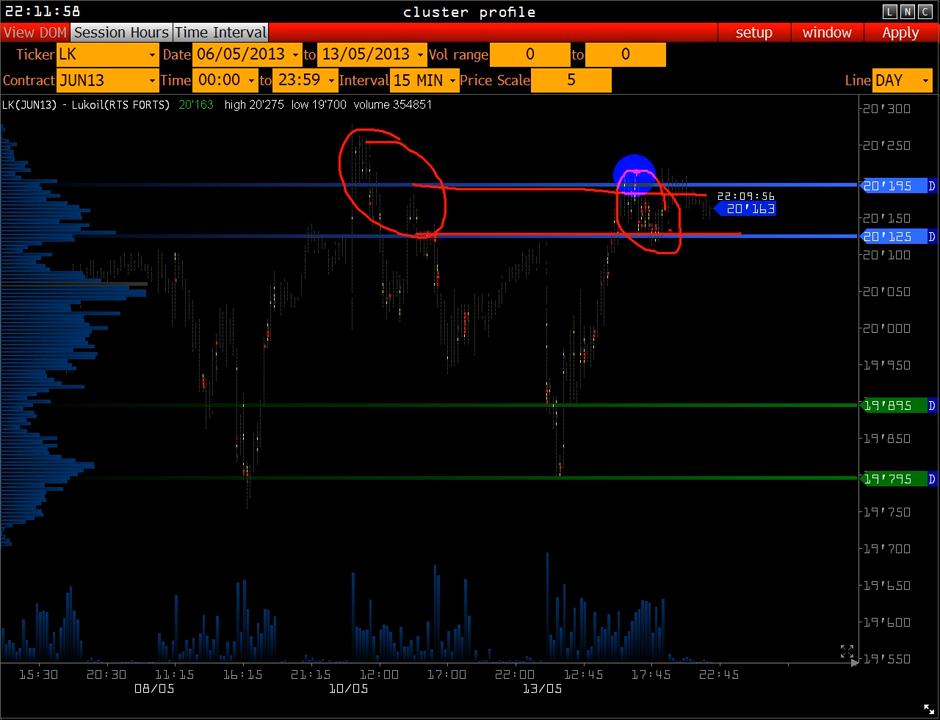 22:11:58 cluster profile L N C
View DOM Session Hours Time Interval setup window Apply
Ticker LK Date 06/05/2013 to 13/05/2013 Vol range 0 to 0
Contract JUN13 Time 00:00 to 23:59 Interval 15 MIN Price Scale 5 Line DAY
LK(JUN13) - Lukoil(RTS FORTS) 20'163 high 20'275 low 19'700 volume 354851
20'300
20'250
20'195 D
22:09:56
20'163
20'150
20'125 D
20'100
20'050
20'000
19'950
19'895 D
19'850
19'795 D
19'750
19'700
19'650
19'600
19'550
15:30 20:30 11:15 16:15 21:15 12:00 17:00 22:00 12:45 17:45 22:45
08/05 10/05 13/05